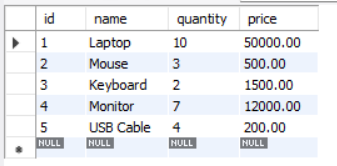 id name quantity price
1 Laptop 10 50000.00
2 Mouse 3 500.00
3 Keyboard 2 1500.00
4 Monitor 7 12000.00
5 USB Cable 4 200.00
NULL NULL NULL NULL